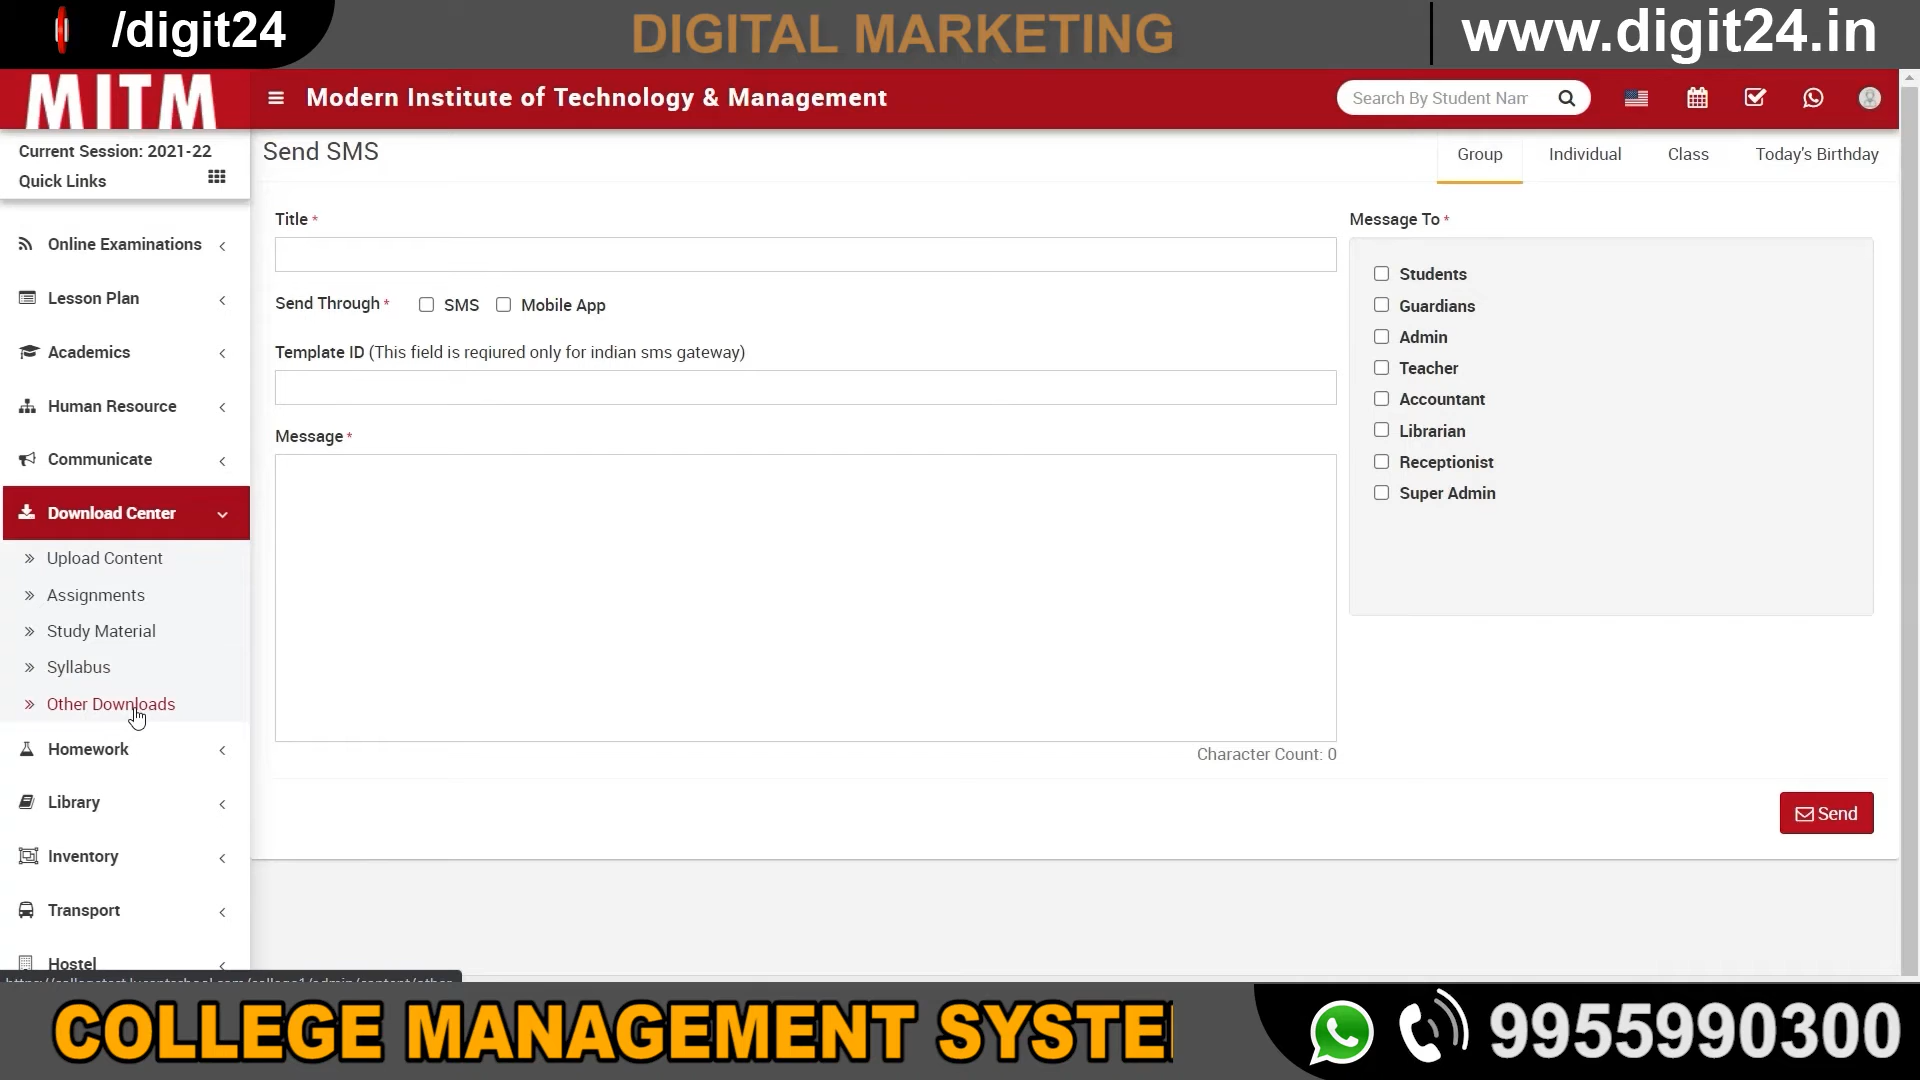 /digit24
DIGITAL MARKETING
www.digit24.in
MITM
Modern Institute of Technology & Management
Search By Student Nam
Current Session: 2021-22
Quick Links
Send SMS
Group
Individual
Class
Today's Birthday
Online Examinations
Lesson Plan
Academics
Human Resource
Communicate
Download Center
Upload Content
Assignments
Study Material
Syllabus
Other Downloads
Homework
Library
Inventory
Transport
Hostel
Title *
Send Through * SMS Mobile App
Template ID (This field is reqiured only for indian sms gateway)
Message *
Character Count: 0
Message To *
Students
Guardians
Admin
Teacher
Accountant
Librarian
Receptionist
Super Admin
Send
COLLEGE MANAGEMENT SYSTE
9955990300